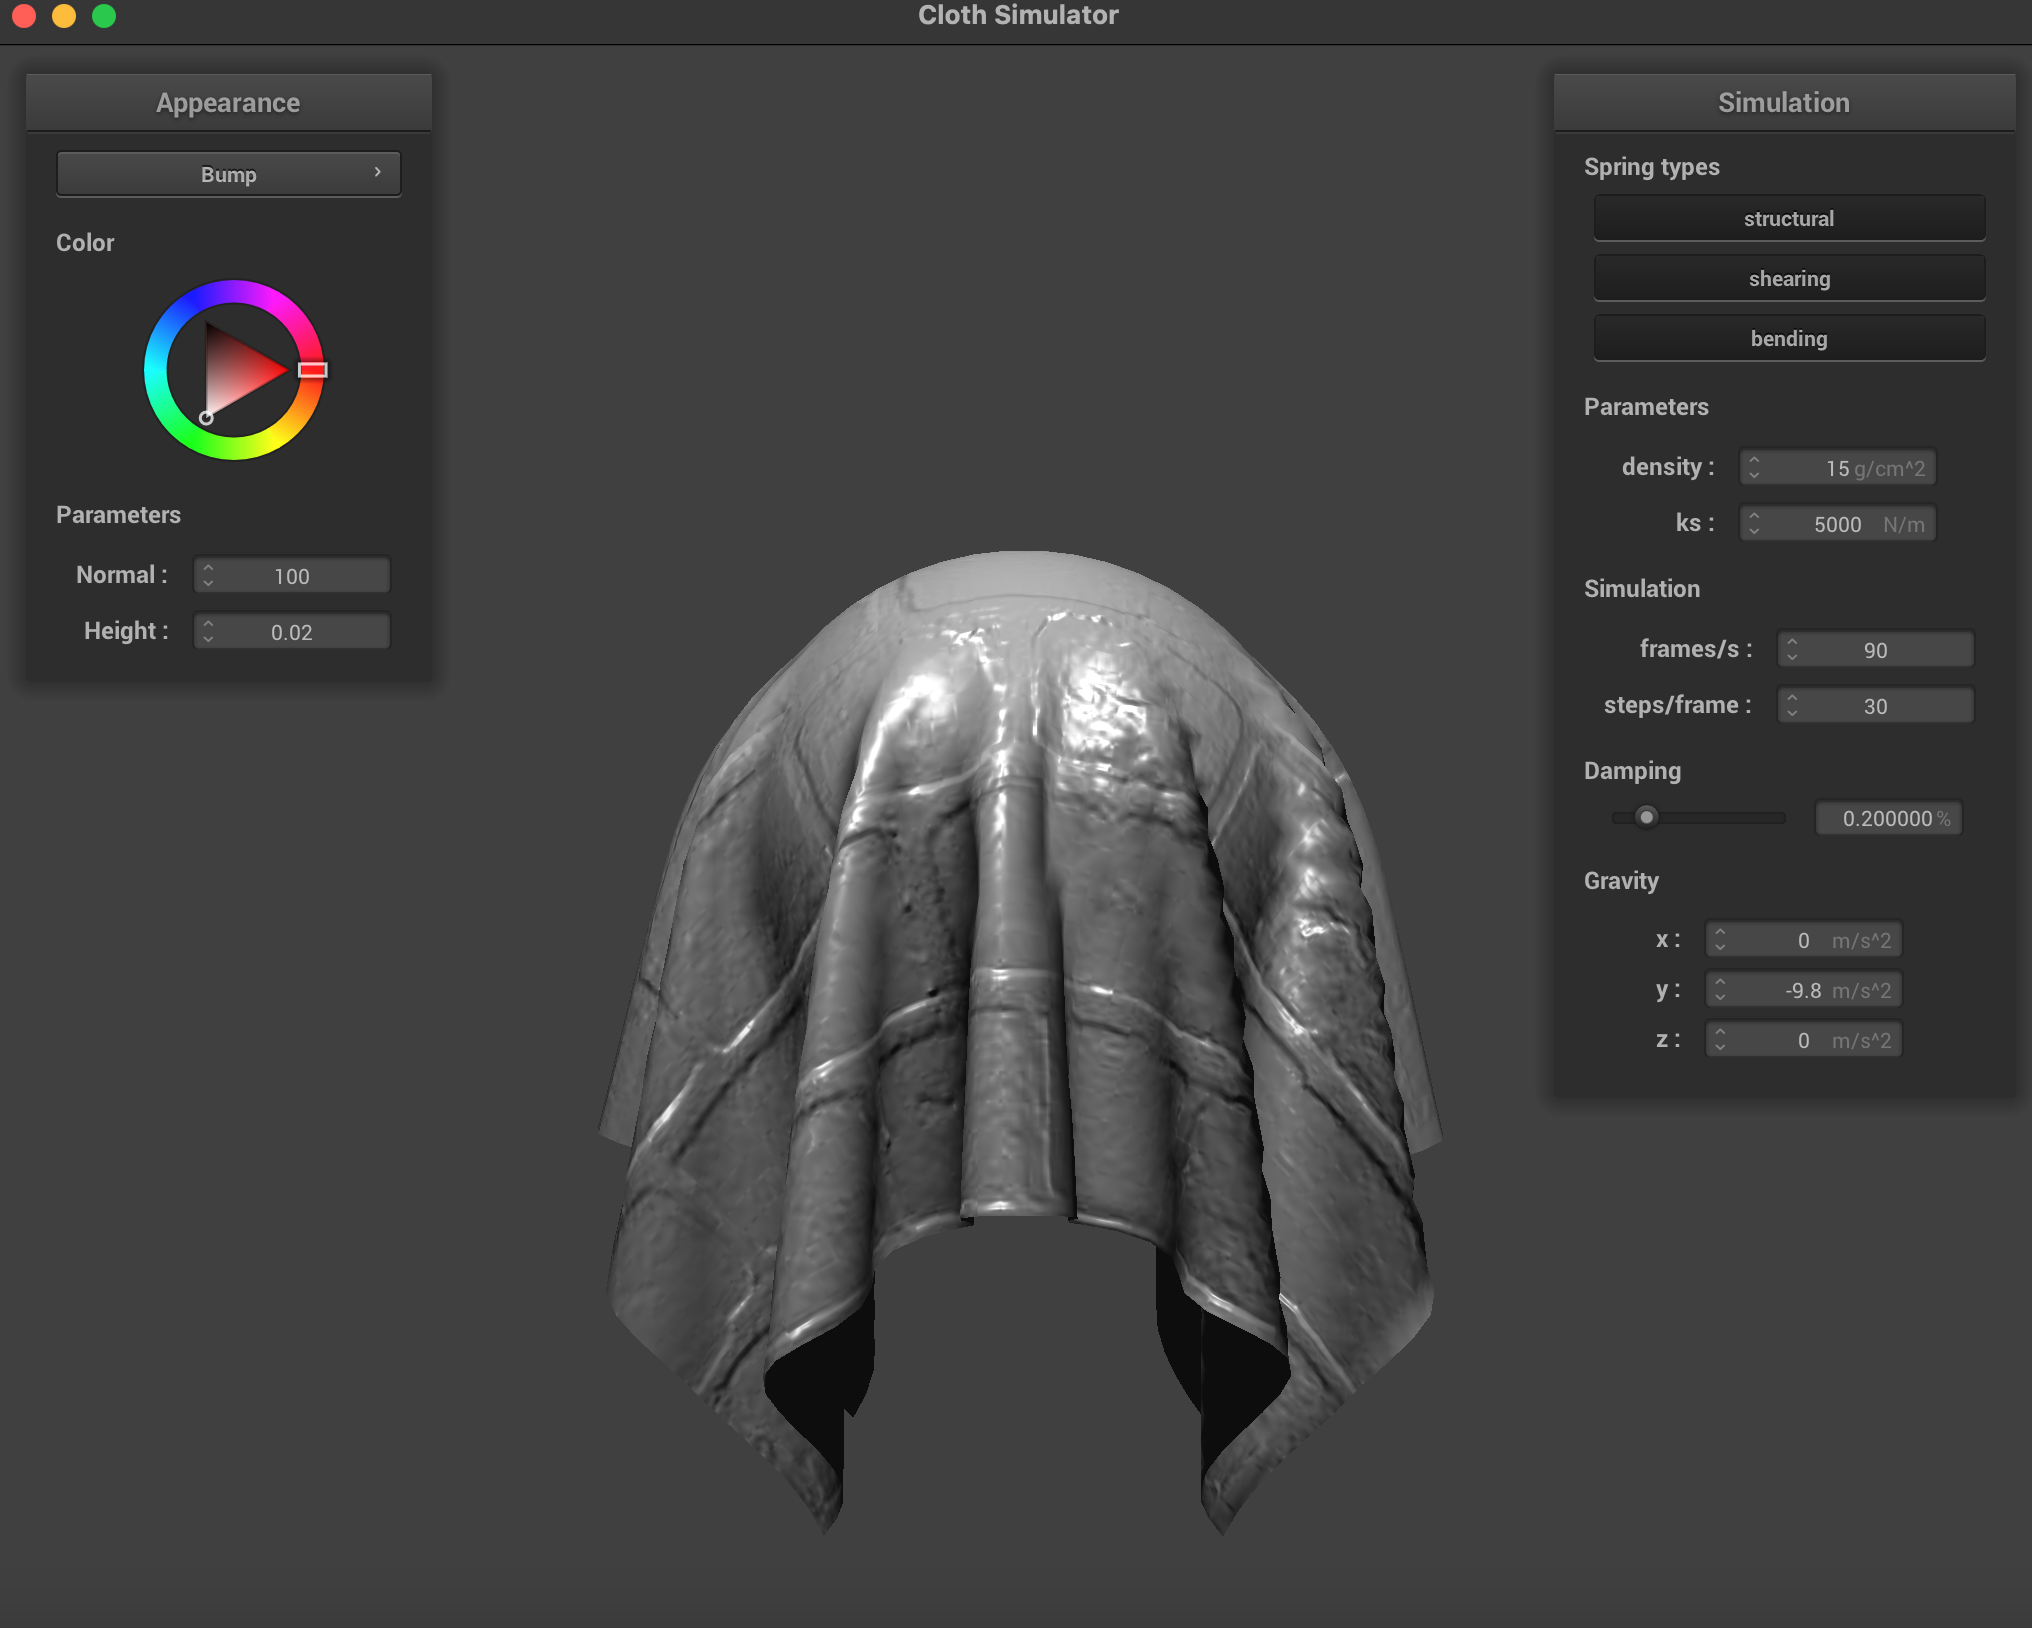 Cloth Simulator
Appearance
Bump
Color
Parameters
Normal : 100
Height : 0.02
Simulation
Spring types
structural
shearing
bending
Parameters
density : 15 g/cm^2
ks : 5000 N/m
Simulation
frames/s : 90
steps/frame : 30
Damping
0.200000 %
Gravity
x : 0 m/s^2
y : -9.8 m/s^2
z : 0 m/s^2